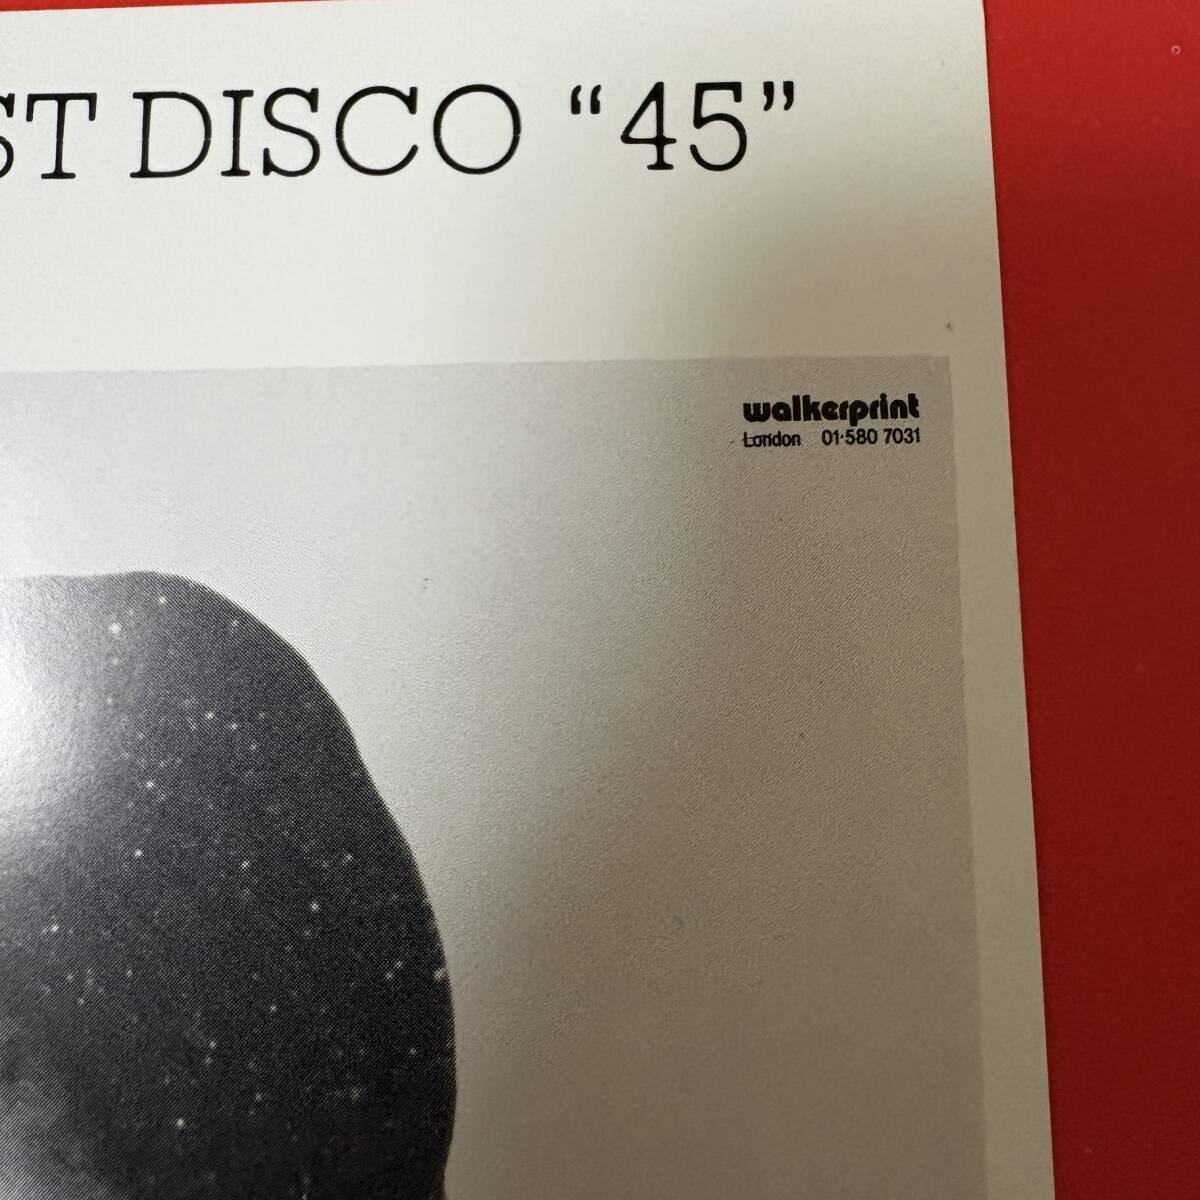 ST DISCO “45”
walkerprint
London 01·580 7031